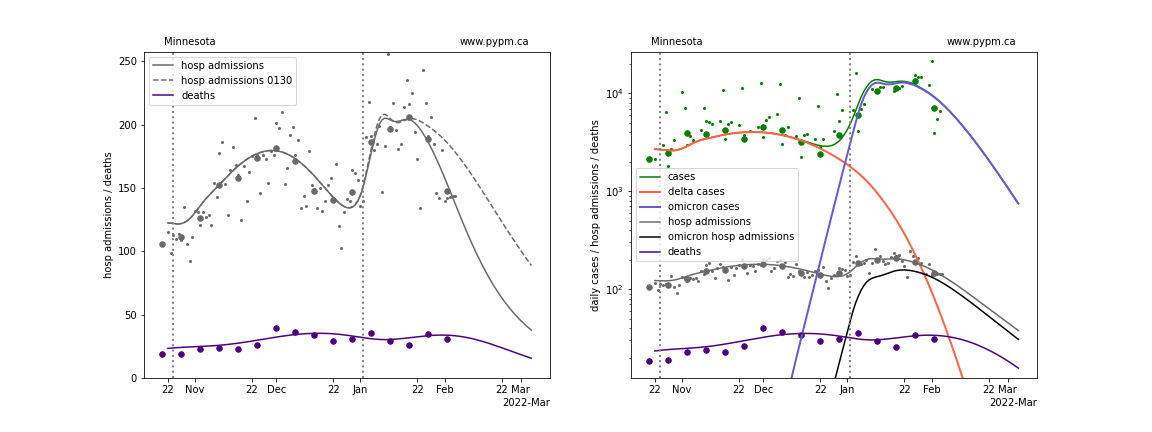 Minnesota www.pypm.ca
hosp admissions
hosp admissions 0130
deaths
hosp admissions / deaths
250
200
150
100
50
0
22 Nov 22 Dec 22 Jan 22 Feb 22 Mar
2022-Mar
Minnesota www.pypm.ca
cases
delta cases
omicron cases
hosp admissions
omicron hosp admissions
deaths
daily cases / hosp admissions / deaths
10⁴
10³
10²
22 Nov 22 Dec 22 Jan 22 Feb 22 Mar
2022-Mar